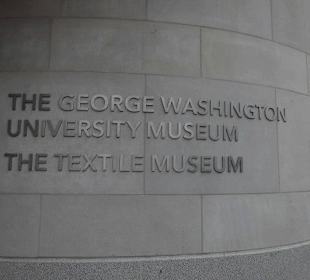 THE GEORGE WASHINGTON
UNIVERSITY MUSEUM
THE TEXTILE MUSEUM